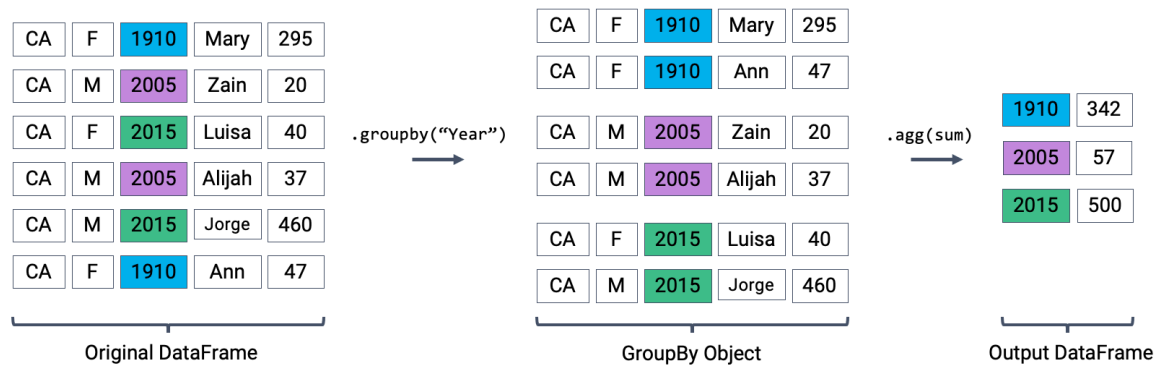 CA F 1910 Mary 295
CA M 2005 Zain 20
CA F 2015 Luisa 40
CA M 2005 Alijah 37
CA M 2015 Jorge 460
CA F 1910 Ann 47
Original DataFrame
.groupby(“Year”)
CA F 1910 Mary 295
CA F 1910 Ann 47
CA M 2005 Zain 20
CA M 2005 Alijah 37
CA F 2015 Luisa 40
CA M 2015 Jorge 460
GroupBy Object
.agg(sum)
1910 342
2005 57
2015 500
Output DataFrame